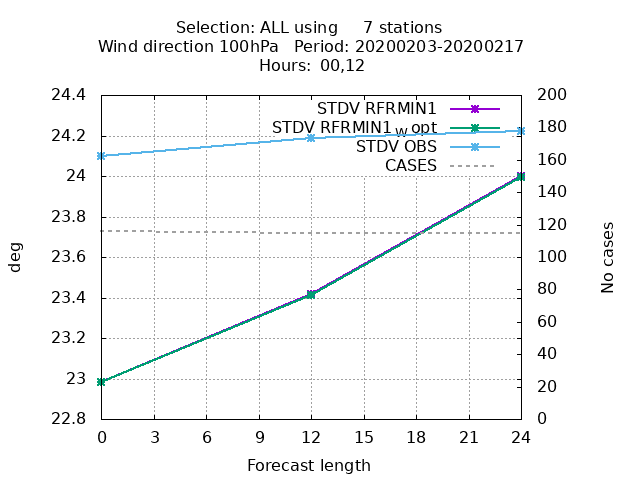 Selection: ALL using     7 stations
Wind direction 100hPa   Period: 20200203-20200217
Hours: 00,12
STDV RFRMIN1
STDV RFRMIN1w opt
STDV OBS
CASES
24.4
24.2
24
23.8
23.6
23.4
23.2
23
22.8
deg
200
180
160
140
120
100
80
60
40
20
0
No cases
0 3 6 9 12 15 18 21 24
Forecast length